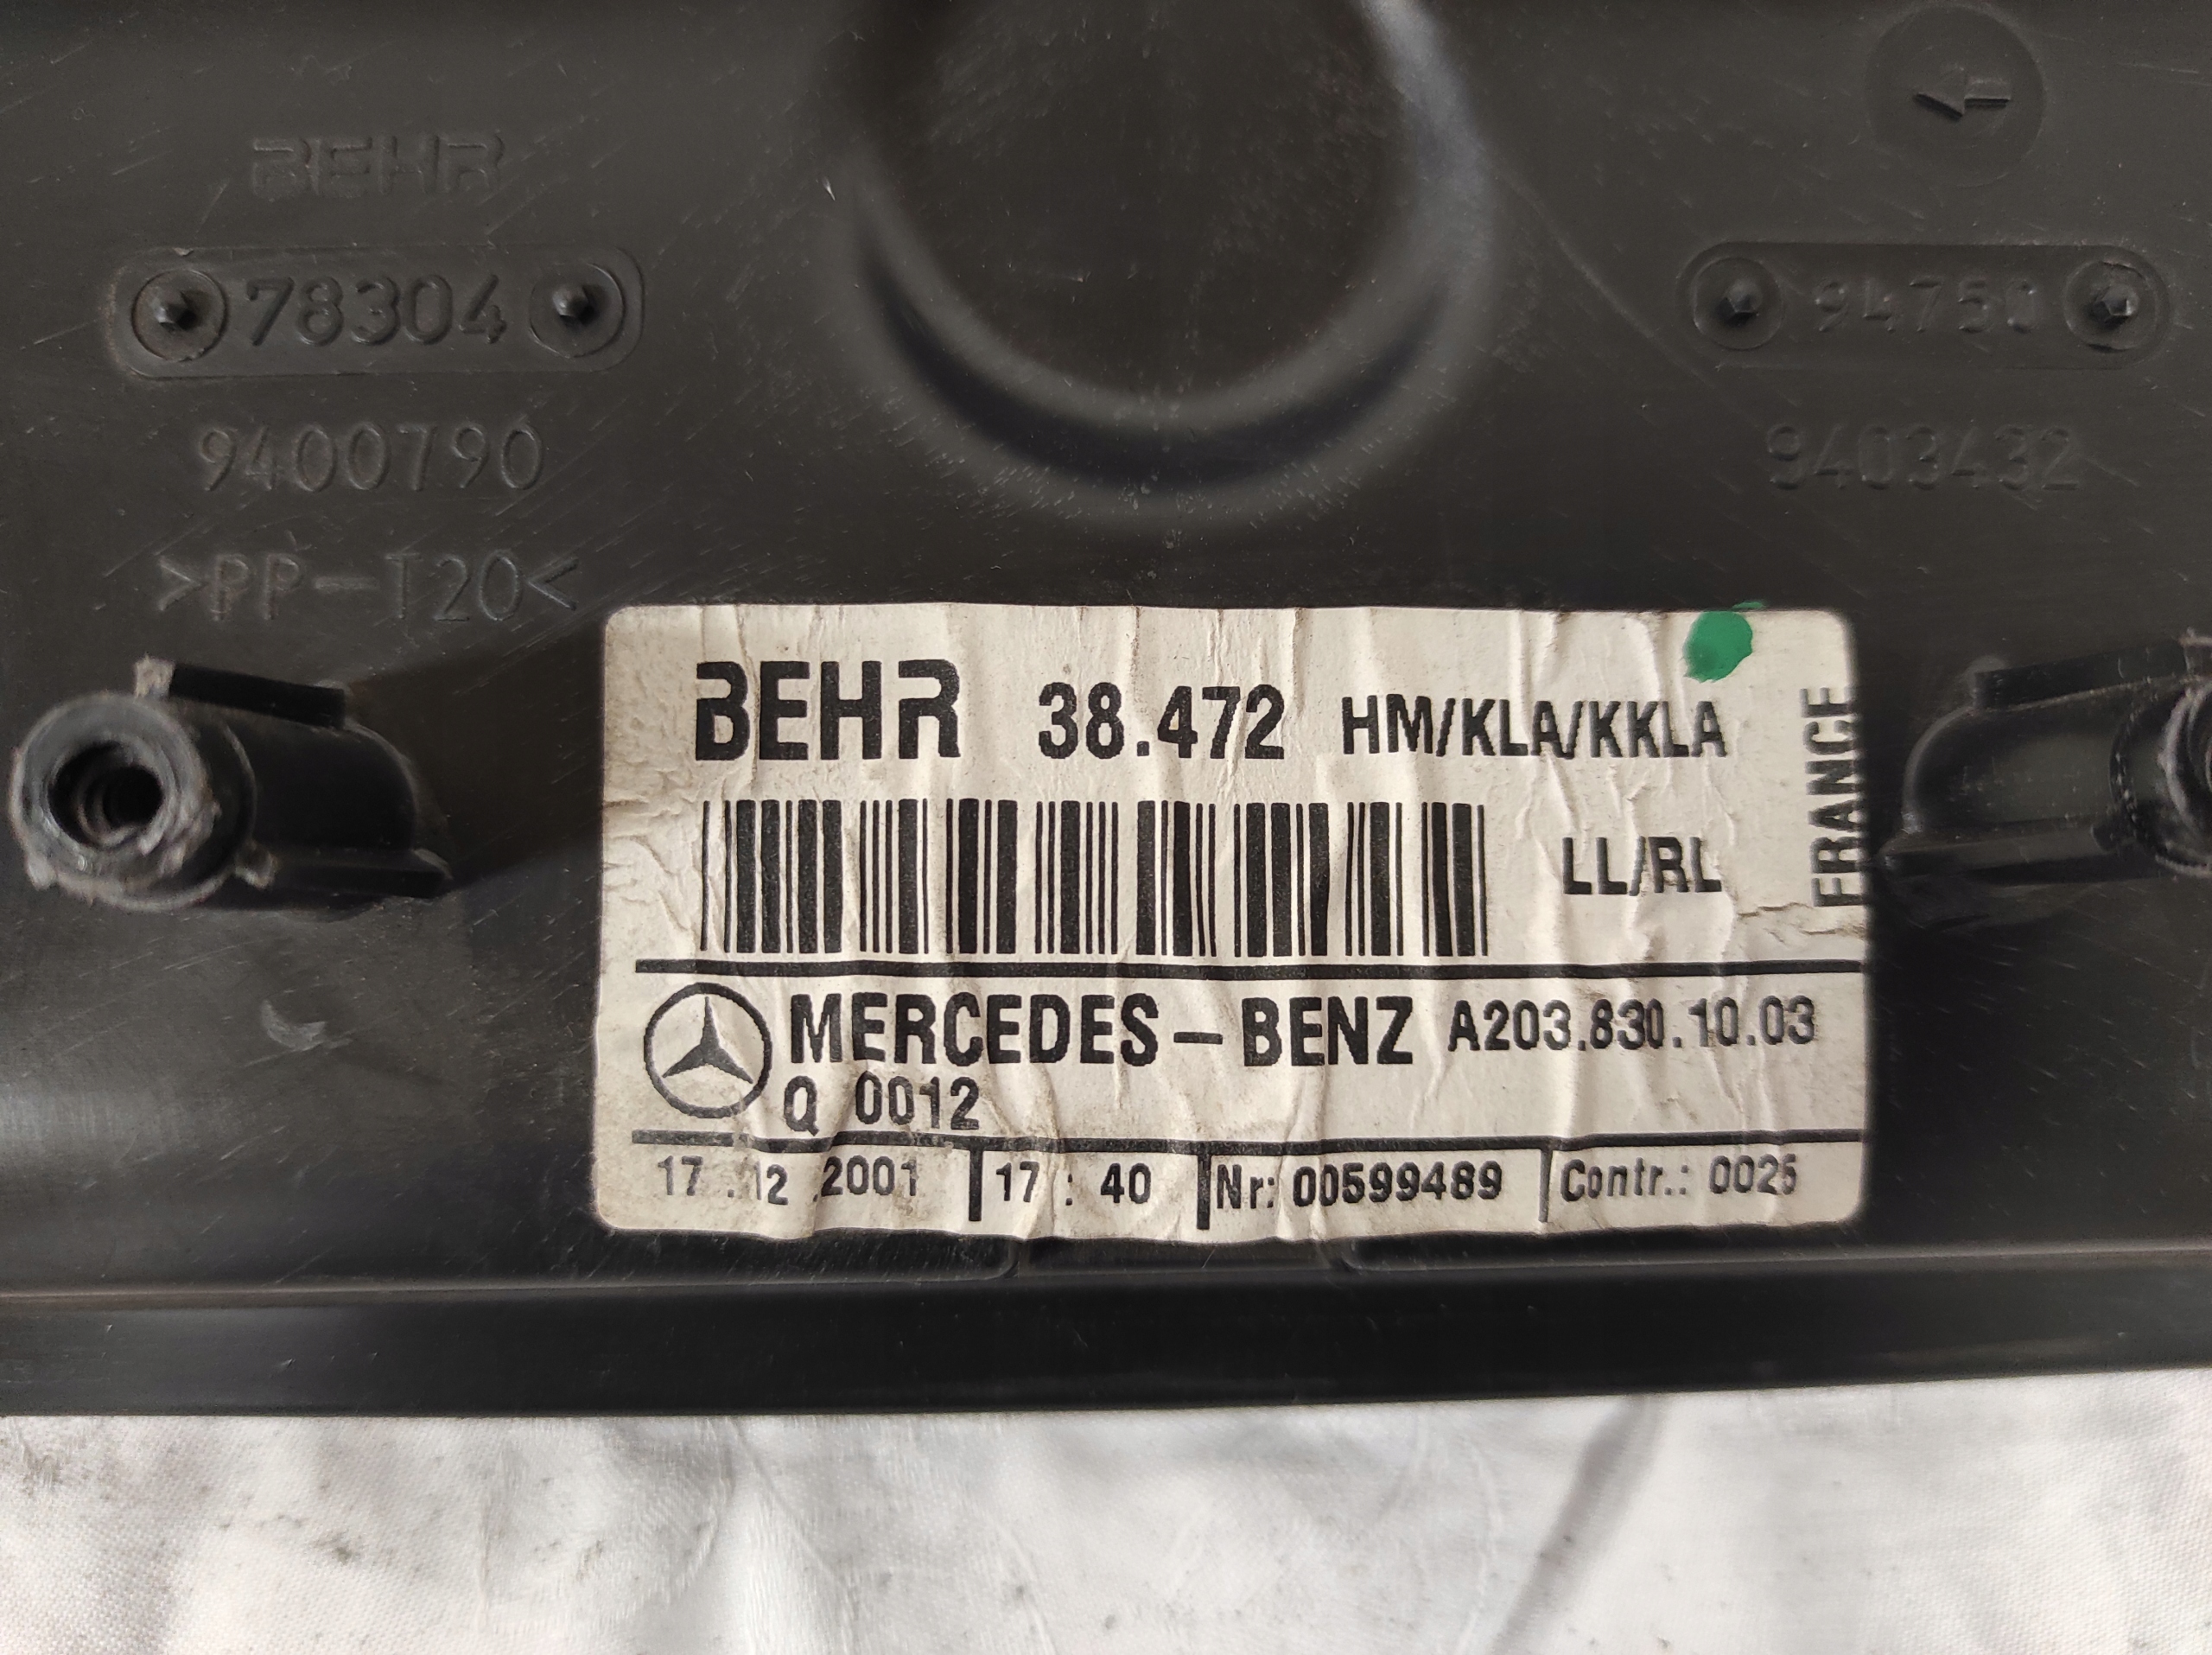 BEHR
78304
94750
9400790
9403432
>PP-T20<
BEHR 38.472 HM/KLA/KKLA
FRANCE
LL/RL
MERCEDES-BENZ A203.830.10.03
Q 0012
17.12.2001 17:40 Nr: 00599489 Contr.: 0025